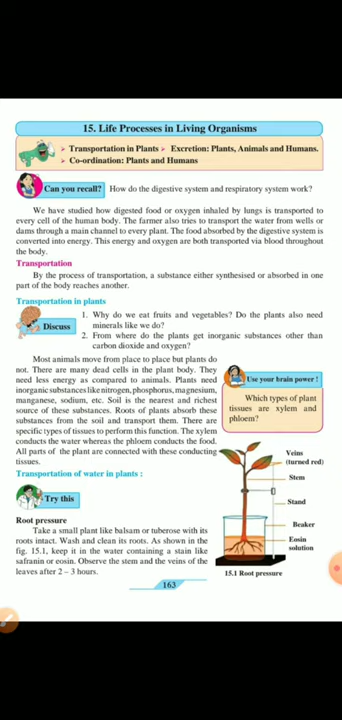 15. Life Processes in Living Organisms
➢ Transportation in Plants ➢ Excretion: Plants, Animals and Humans.
➢ Co-ordination: Plants and Humans
Can you recall? How do the digestive system and respiratory system work?
We have studied how digested food or oxygen inhaled by lungs is transported to
every cell of the human body. The farmer also tries to transport the water from wells or
dams through a main channel to every plant. The food absorbed by the digestive system is
converted into energy. This energy and oxygen are both transported via blood throughout
the body.
Transportation
By the process of transportation, a substance either synthesised or absorbed in one
part of the body reaches another.
Transportation in plants
Discuss
1. Why do we eat fruits and vegetables? Do the plants also need
minerals like we do?
2. From where do the plants get inorganic substances other than
carbon dioxide and oxygen?
Most animals move from place to place but plants do
not. There are many dead cells in the plant body. They
need less energy as compared to animals. Plants need
inorganic substances like nitrogen, phosphorus, magnesium,
manganese, sodium, etc. Soil is the nearest and richest
source of these substances. Roots of plants absorb these
substances from the soil and transport them. There are
specific types of tissues to perform this function. The xylem
conducts the water whereas the phloem conducts the food.
All parts of the plant are connected with these conducting
tissues.
Use your brain power !
Which types of plant
tissues are xylem and
phloem?
Transportation of water in plants :
Try this
Root pressure
Take a small plant like balsam or tuberose with its
roots intact. Wash and clean its roots. As shown in the
fig. 15.1, keep it in the water containing a stain like
safranin or eosin. Observe the stem and the veins of the
leaves after 2 – 3 hours.
Veins
(turned red)
Stem
Stand
Beaker
Eosin
solution
15.1 Root pressure
163